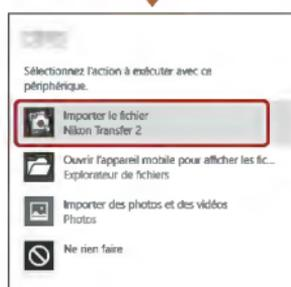 Sélectionnez l'action à exécuter avec ce
périphérique.
Importer le fichier
Nikon Transfer 2
Ouvrir l'appareil mobile pour afficher les fic...
Explorateur de fichiers
Importer des photos et des vidéos
Photos
Ne rien faire